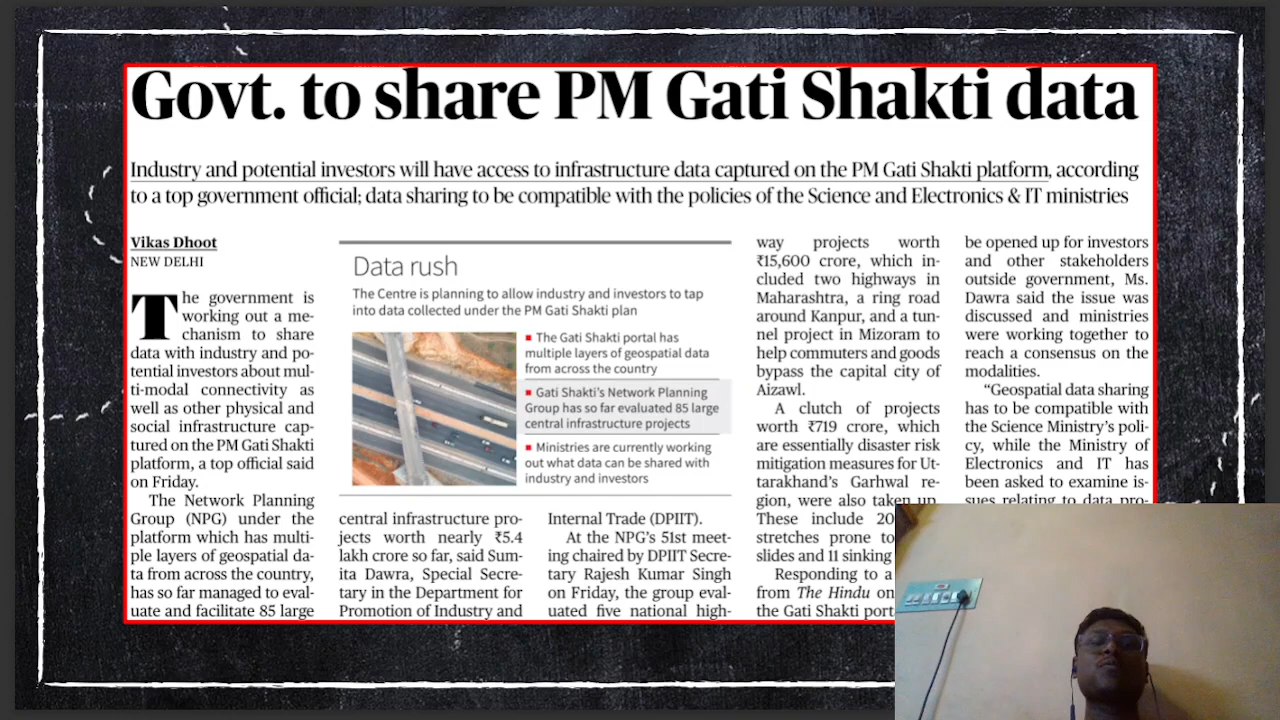 Govt. to share PM Gati Shakti data
Industry and potential investors will have access to infrastructure data captured on the PM Gati Shakti platform, according
to a top government official; data sharing to be compatible with the policies of the Science and Electronics & IT ministries
Vikas Dhoot
NEW DELHI
The government is
working out a me-
chanism to share
data with industry and po-
tential investors about mul-
ti-modal connectivity as
well as other physical and
social infrastructure cap-
tured on the PM Gati Shakti
platform, a top official said
on Friday.
The Network Planning
Group (NPG) under the
platform which has multi-
ple layers of geospatial da-
ta from across the country,
has so far managed to eval-
uate and facilitate 85 large
Data rush
The Centre is planning to allow industry and investors to tap
into data collected under the PM Gati Shakti plan
■ The Gati Shakti portal has
multiple layers of geospatial data
from across the country
■ Gati Shakti's Network Planning
Group has so far evaluated 85 large
central infrastructure projects
■ Ministries are currently working
out what data can be shared with
industry and investors
central infrastructure pro-
jects worth nearly ₹5.4
lakh crore so far, said Sum-
ita Dawra, Special Secre-
tary in the Department for
Promotion of Industry and
Internal Trade (DPIIT).
At the NPG's 51st meet-
ing chaired by DPIIT Secre-
tary Rajesh Kumar Singh
on Friday, the group eval-
uated five national high-
way projects worth
₹15,600 crore, which in-
cluded two highways in
Maharashtra, a ring road
around Kanpur, and a tun-
nel project in Mizoram to
help commuters and goods
bypass the capital city of
Aizawl.
A clutch of projects
worth ₹719 crore, which
are essentially disaster risk
mitigation measures for Ut-
tarakhand's Garhwal re-
gion, were also taken up.
These include 20
stretches prone to
slides and 11 sinking
Responding to a
from The Hindu on
the Gati Shakti port
be opened up for investors
and other stakeholders
outside government, Ms.
Dawra said the issue was
discussed and ministries
were working together to
reach a consensus on the
modalities.
"Geospatial data sharing
has to be compatible with
the Science Ministry's poli-
cy, while the Ministry of
Electronics and IT has
been asked to examine is-
sues relating to data pro-